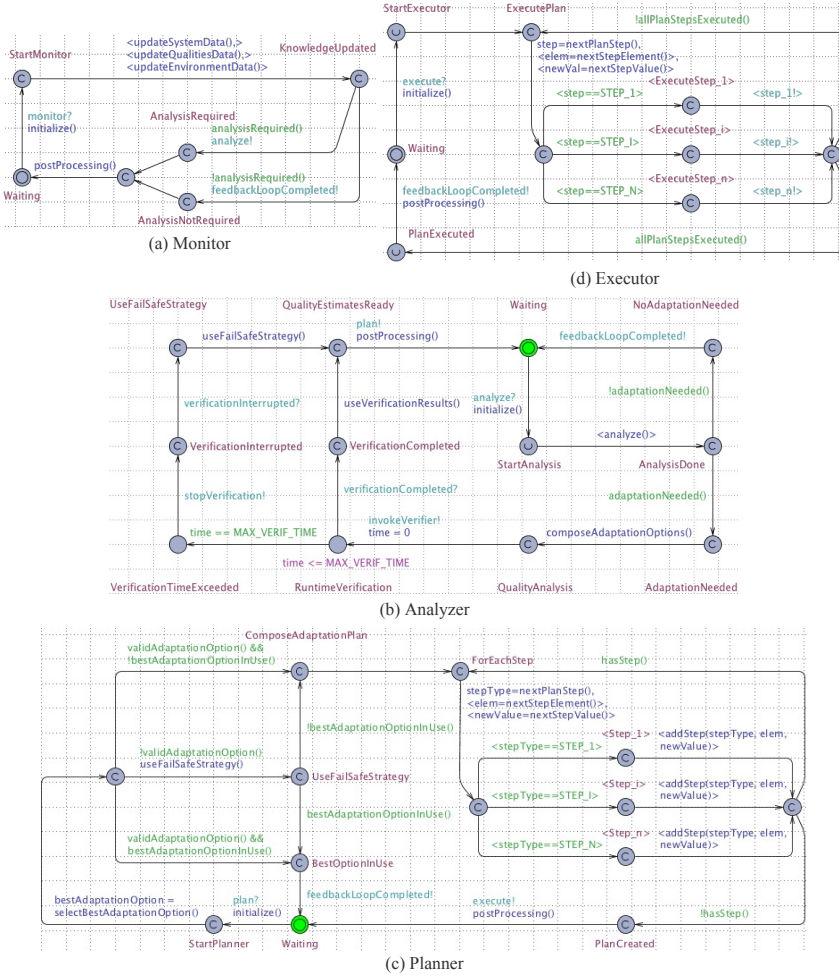 <updateSystemData(),>
<updateQualitiesData();>
<updateEnvironmentData()>
StartMonitor
KnowledgeUpdated
monitor?
initialize()
AnalysisRequired
analysisRequired()
analyze!
postProcessing()
!analysisRequired()
feedbackLoopCompleted!
Waiting
AnalysisNotRequired
(a) Monitor
StartExecutor
ExecutePlan
!allPlanStepsExecuted()
step=nextPlanStep(),
<elem=nextStepElement()>,
<newVal=nextStepValue()>
execute?
initialize()
<ExecuteStep_1>
<step==STEP_1>
<step_1!>
<ExecuteStep_i>
<step==STEP_I>
<step_i!>
Waiting
<ExecuteStep_n>
<step==STEP_N>
<step_n!>
feedbackLoopCompleted!
postProcessing()
PlanExecuted
allPlanStepsExecuted()
(d) Executor
UseFailSafeStrategy
QualityEstimatesReady
Waiting
NoAdaptationNeeded
useFailSafeStrategy()
plan!
postProcessing()
feedbackLoopCompleted!
verificationInterrupted?
useVerificationResults()
analyze?
initialize()
!adaptationNeeded()
VerificationInterrupted
VerificationCompleted
<analyze()>
StartAnalysis
AnalysisDone
stopVerification!
verificationCompleted?
adaptationNeeded()
time == MAX_VERIF_TIME
invokeVerifier!
time = 0
composeAdaptationOptions()
time <= MAX_VERIF_TIME
VerificationTimeExceeded
RuntimeVerification
QualityAnalysis
AdaptationNeeded
(b) Analyzer
ComposeAdaptationPlan
validAdaptationOption() &&
!bestAdaptationOptionInUse()
ForEachStep
hasStep()
stepType=nextPlanStep(),
<elem=nextStepElement()>,
<newValue=nextStepValue()>
!bestAdaptationOptionInUse()
<Step_1>
<stepType==STEP_1>
<addStep(stepType, elem,
newValue)>
!validAdaptationOption()
useFailSafeStrategy()
UseFailSafeStrategy
<Step_i>
<stepType==STEP_I>
<addStep(stepType, elem,
newValue)>
bestAdaptationOptionInUse()
validAdaptationOption() &&
bestAdaptationOptionInUse()
BestOptionInUse
<Step_n>
<stepType==STEP_N>
<addStep(stepType, elem,
newValue)>
feedbackLoopCompleted!
bestAdaptationOption =
selectBestAdaptationOption()
plan?
initialize()
execute!
postProcessing()
!hasStep()
StartPlanner
Waiting
PlanCreated
(c) Planner